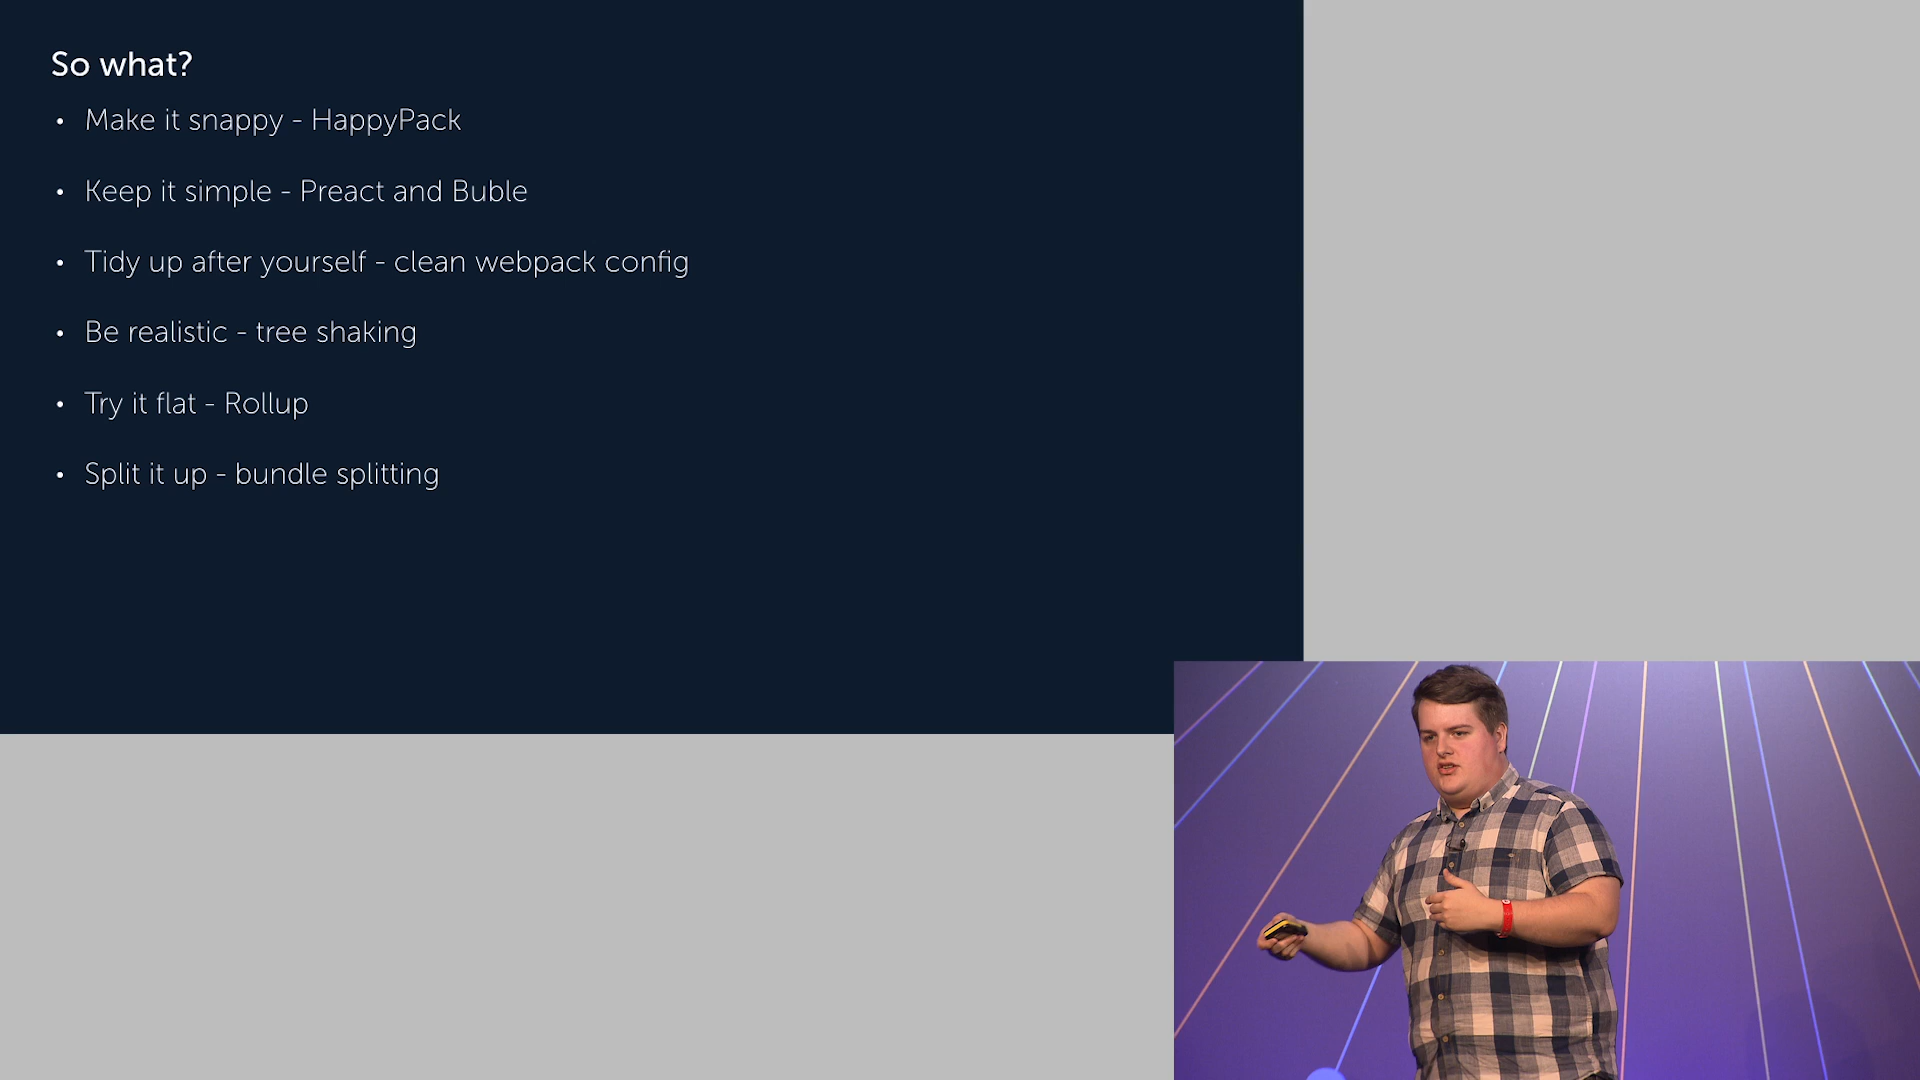 So what?
• Make it snappy - HappyPack
• Keep it simple - Preact and Buble
• Tidy up after yourself - clean webpack config
• Be realistic - tree shaking
• Try it flat - Rollup
• Split it up - bundle splitting